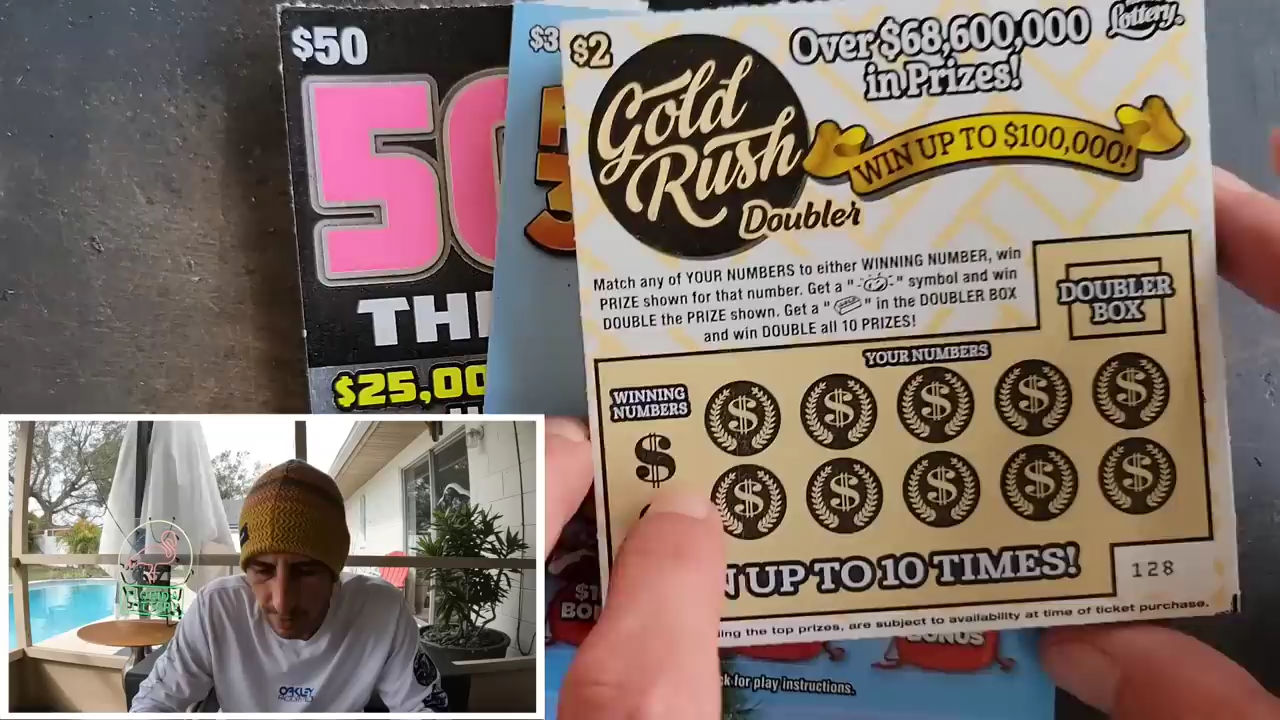 $50
50
THE
$25,00
$3
$2
Gold
Rush
Doubler
Over $68,600,000
in Prizes!
Lottery.
WIN UP TO $100,000!
Match any of YOUR NUMBERS to either WINNING NUMBER, win
PRIZE shown for that number. Get a " " symbol and win
DOUBLE the PRIZE shown. Get a " " in the DOUBLER BOX
and win DOUBLE all 10 PRIZES!
DOUBLER
BOX
YOUR NUMBERS
WINNING
NUMBERS
$ $ $ $ $
$
$ $ $ $ $
N UP TO 10 TIMES!
128
ing the top prizes, are subject to availability at time of ticket purchase.
BONUS
k for play instructions.
OAKLEY